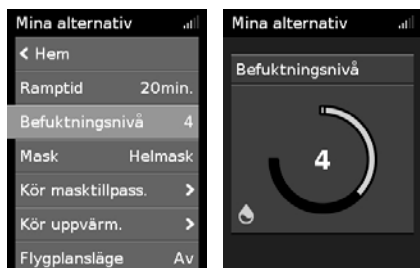 Mina alternativ
< Hem
Ramptid 20min.
Befuktningsnivå 4
Mask Helmask
Kör masktillpass. >
Kör uppvärm. >
Flygplansläge Av
Mina alternativ
Befuktningsnivå
4